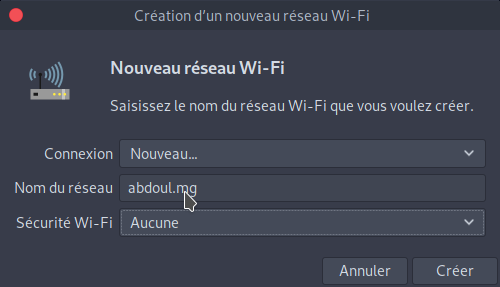 Création d'un nouveau réseau Wi-Fi
Nouveau réseau Wi-Fi
Saisissez le nom du réseau Wi-Fi que vous voulez créer.
Connexion Nouveau...
Nom du réseau abdoul.mg
Sécurité Wi-Fi Aucune
Annuler Créer